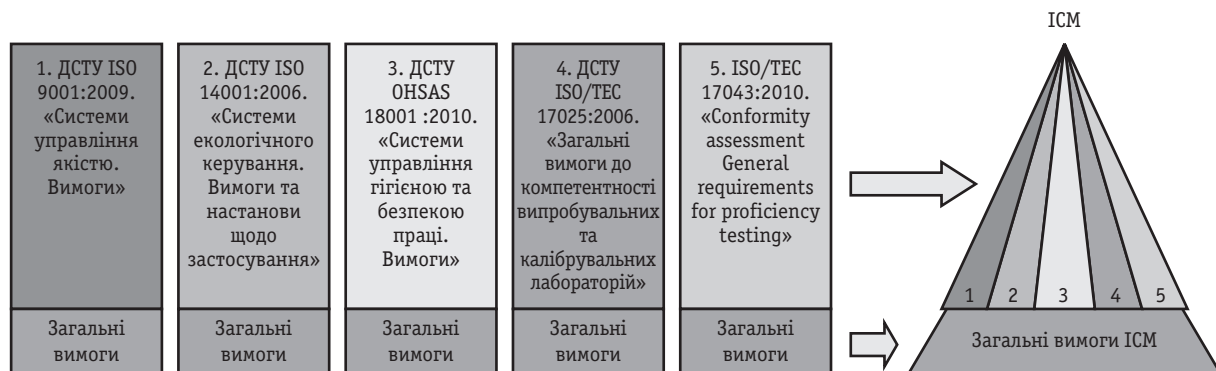 ІСМ
1. ДСТУ ISO
9001:2009.
«Системи
управління
якістю.
Вимоги»
2. ДСТУ ISO
14001:2006.
«Системи
екологічного
керування.
Вимоги та
настанови
щодо
застосування»
3. ДСТУ
OHSAS
18001 :2010.
«Системи
управління
гігієною та
безпекою
праці.
Вимоги»
4. ДСТУ
ISO/ТЕС
17025:2006.
«Загальні
вимоги до
компетентності
випробувальних
та
калібрувальних
лабораторій»
5. ISO/TEC
17043:2010.
«Conformity
assessment
General
requirements
for proficiency
testing»
1 2 3 4 5
Загальні
вимоги
Загальні
вимоги
Загальні
вимоги
Загальні
вимоги
Загальні
вимоги
Загальні вимоги ІСМ